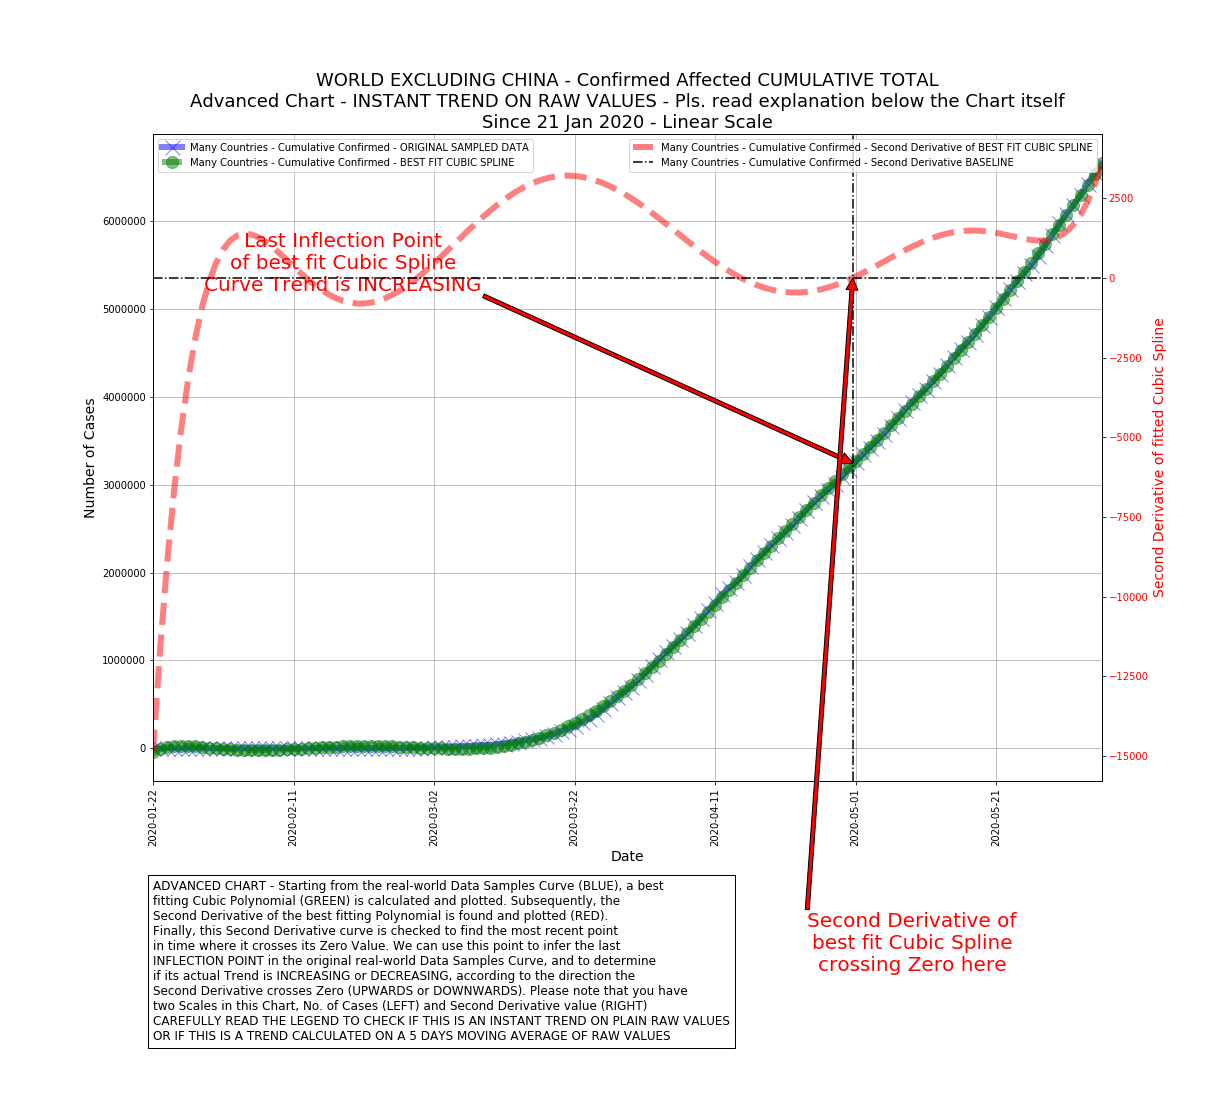 WORLD EXCLUDING CHINA - Confirmed Affected CUMULATIVE TOTAL
Advanced Chart - INSTANT TREND ON RAW VALUES - Pls. read explanation below the Chart itself
Since 21 Jan 2020 - Linear Scale
Many Countries - Cumulative Confirmed - ORIGINAL SAMPLED DATA
Many Countries - Cumulative Confirmed - BEST FIT CUBIC SPLINE
Many Countries - Cumulative Confirmed - Second Derivative of BEST FIT CUBIC SPLINE
Many Countries - Cumulative Confirmed - Second Derivative BASELINE
Last Inflection Point
of best fit Cubic Spline
Curve Trend is INCREASING
Number of Cases
6000000
5000000
4000000
3000000
2000000
1000000
0
2500
0
−2500
−5000
−7500
−10000
−12500
−15000
Second Derivative of fitted Cubic Spline
2020-01-22
2020-02-11
2020-03-02
2020-03-22
2020-04-11
2020-05-01
2020-05-21
Date
ADVANCED CHART - Starting from the real-world Data Samples Curve (BLUE), a best
fitting Cubic Polynomial (GREEN) is calculated and plotted. Subsequently, the
Second Derivative of the best fitting Polynomial is found and plotted (RED).
Finally, this Second Derivative curve is checked to find the most recent point
in time where it crosses its Zero Value. We can use this point to infer the last
INFLECTION POINT in the original real-world Data Samples Curve, and to determine
if its actual Trend is INCREASING or DECREASING, according to the direction the
Second Derivative crosses Zero (UPWARDS or DOWNWARDS). Please note that you have
two Scales in this Chart, No. of Cases (LEFT) and Second Derivative value (RIGHT)
CAREFULLY READ THE LEGEND TO CHECK IF THIS IS AN INSTANT TREND ON PLAIN RAW VALUES
OR IF THIS IS A TREND CALCULATED ON A 5 DAYS MOVING AVERAGE OF RAW VALUES
Second Derivative of
best fit Cubic Spline
crossing Zero here